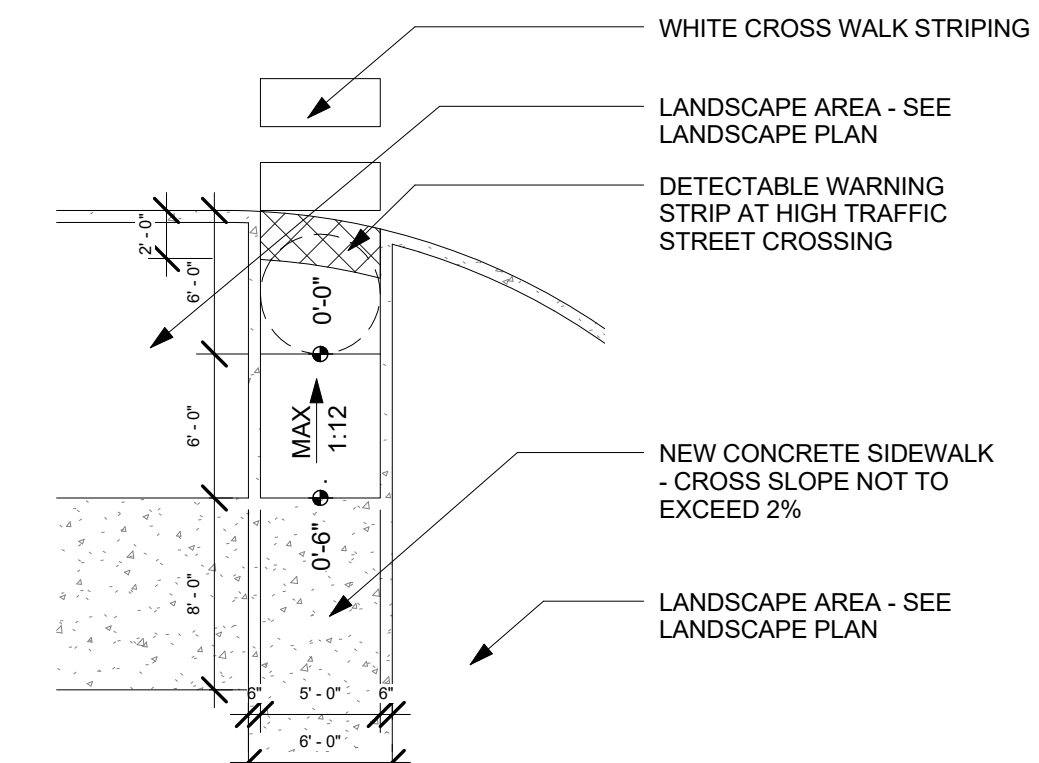 WHITE CROSS WALK STRIPING
LANDSCAPE AREA - SEE
LANDSCAPE PLAN
DETECTABLE WARNING
STRIP AT HIGH TRAFFIC
STREET CROSSING
2' - 0"
6' - 0"
0'-0"
6' - 0"
MAX
1:12
NEW CONCRETE SIDEWALK
- CROSS SLOPE NOT TO
EXCEED 2%
0'-6"
8' - 0"
LANDSCAPE AREA - SEE
LANDSCAPE PLAN
6" 5' - 0" 6"
6' - 0"